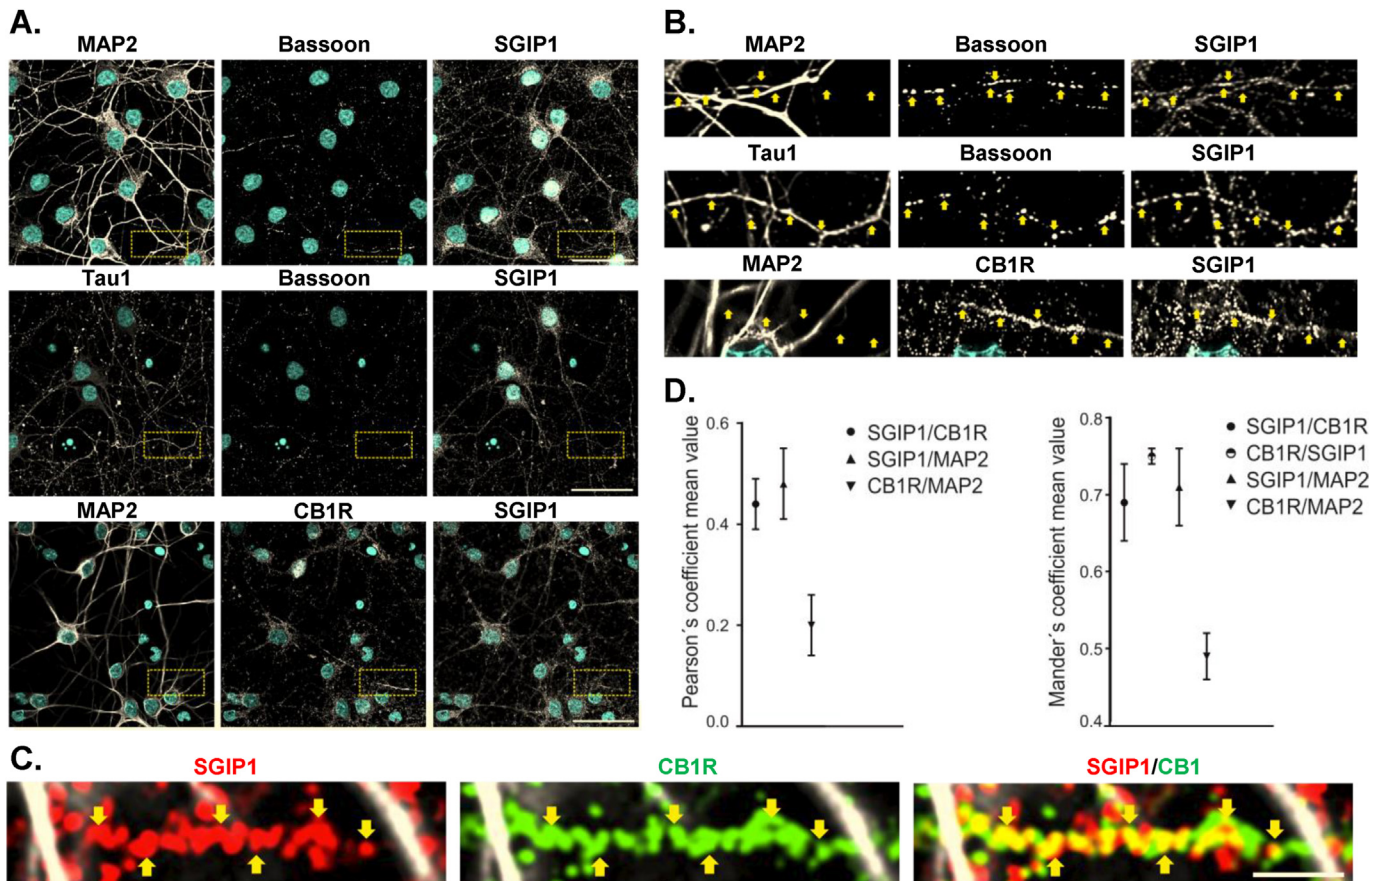 A.
MAP2 Bassoon SGIP1
Tau1 Bassoon SGIP1
MAP2 CB1R SGIP1
B.
MAP2 Bassoon SGIP1
Tau1 Bassoon SGIP1
MAP2 CB1R SGIP1
D.
Pearson´s coefficient mean value
0.6
0.4
0.2
0.0
SGIP1/CB1R
SGIP1/MAP2
CB1R/MAP2
Mander´s coefficient mean value
0.8
0.7
0.6
0.5
0.4
SGIP1/CB1R
CB1R/SGIP1
SGIP1/MAP2
CB1R/MAP2
C.
SGIP1 CB1R SGIP1/CB1